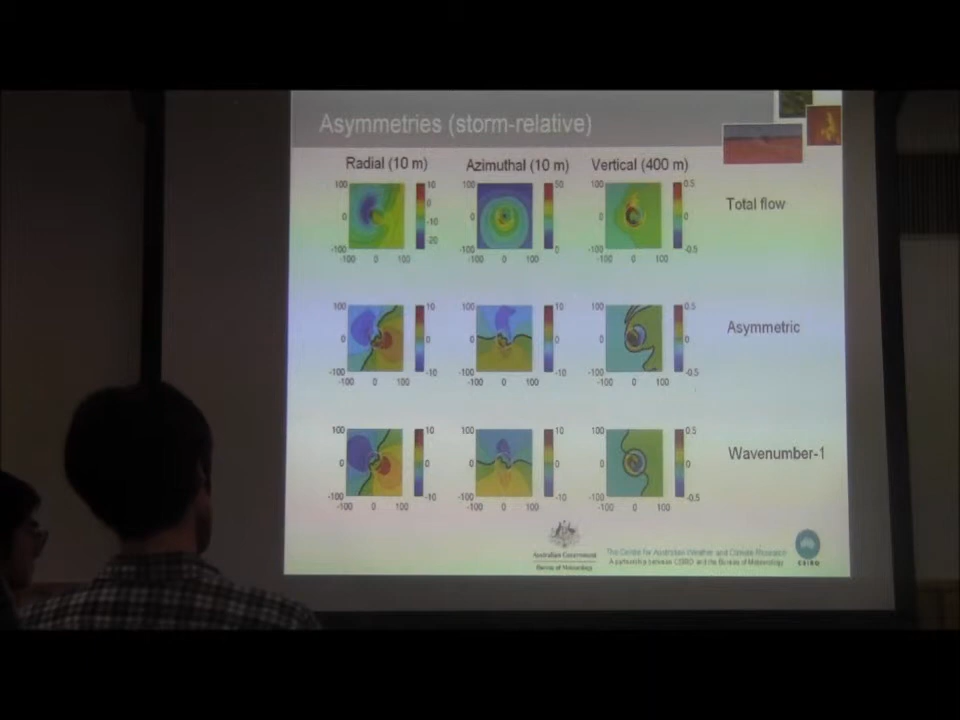 Asymmetries (storm-relative)
Radial (10 m) Azimuthal (10 m) Vertical (400 m)
100 10 100 50 100 0.5
0 0 0 0 0
-10
-20
-100 -100 0 -100 -0.5
-100 0 100 -100 0 100 -100 0 100
Total flow
100 10 100 10 100 0.5
0 0 0 0 0 0
-100 -10 -100 -10 -100 -0.5
-100 0 100 -100 0 100 -100 0 100
Asymmetric
100 10 100 10 100 0.5
0 0 0 0 0 0
-100 -10 -100 -10 -100 -0.5
-100 0 100 -100 0 100 -100 0 100
Wavenumber-1
Australian Government
Bureau of Meteorology
The Centre for Australian Weather and Climate Research
A partnership between CSIRO and the Bureau of Meteorology
CSIRO